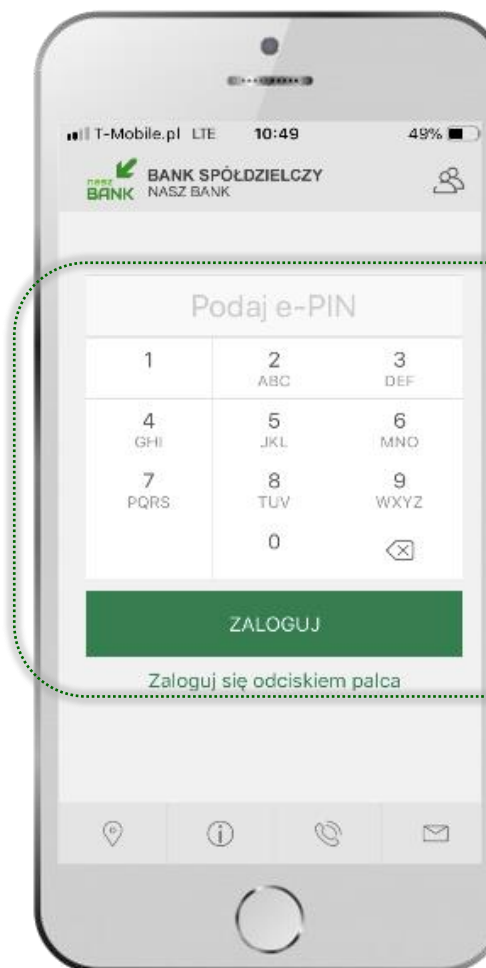 T-Mobile.pl LTE 10:49 49%
nasz BANK BANK SPÓŁDZIELCZY
NASZ BANK
Podaj e-PIN
1 2 3
ABC DEF
4 5 6
GHI JKL MNO
7 8 9
PQRS TUV WXYZ
0
ZALOGUJ
Zaloguj się odciskiem palca